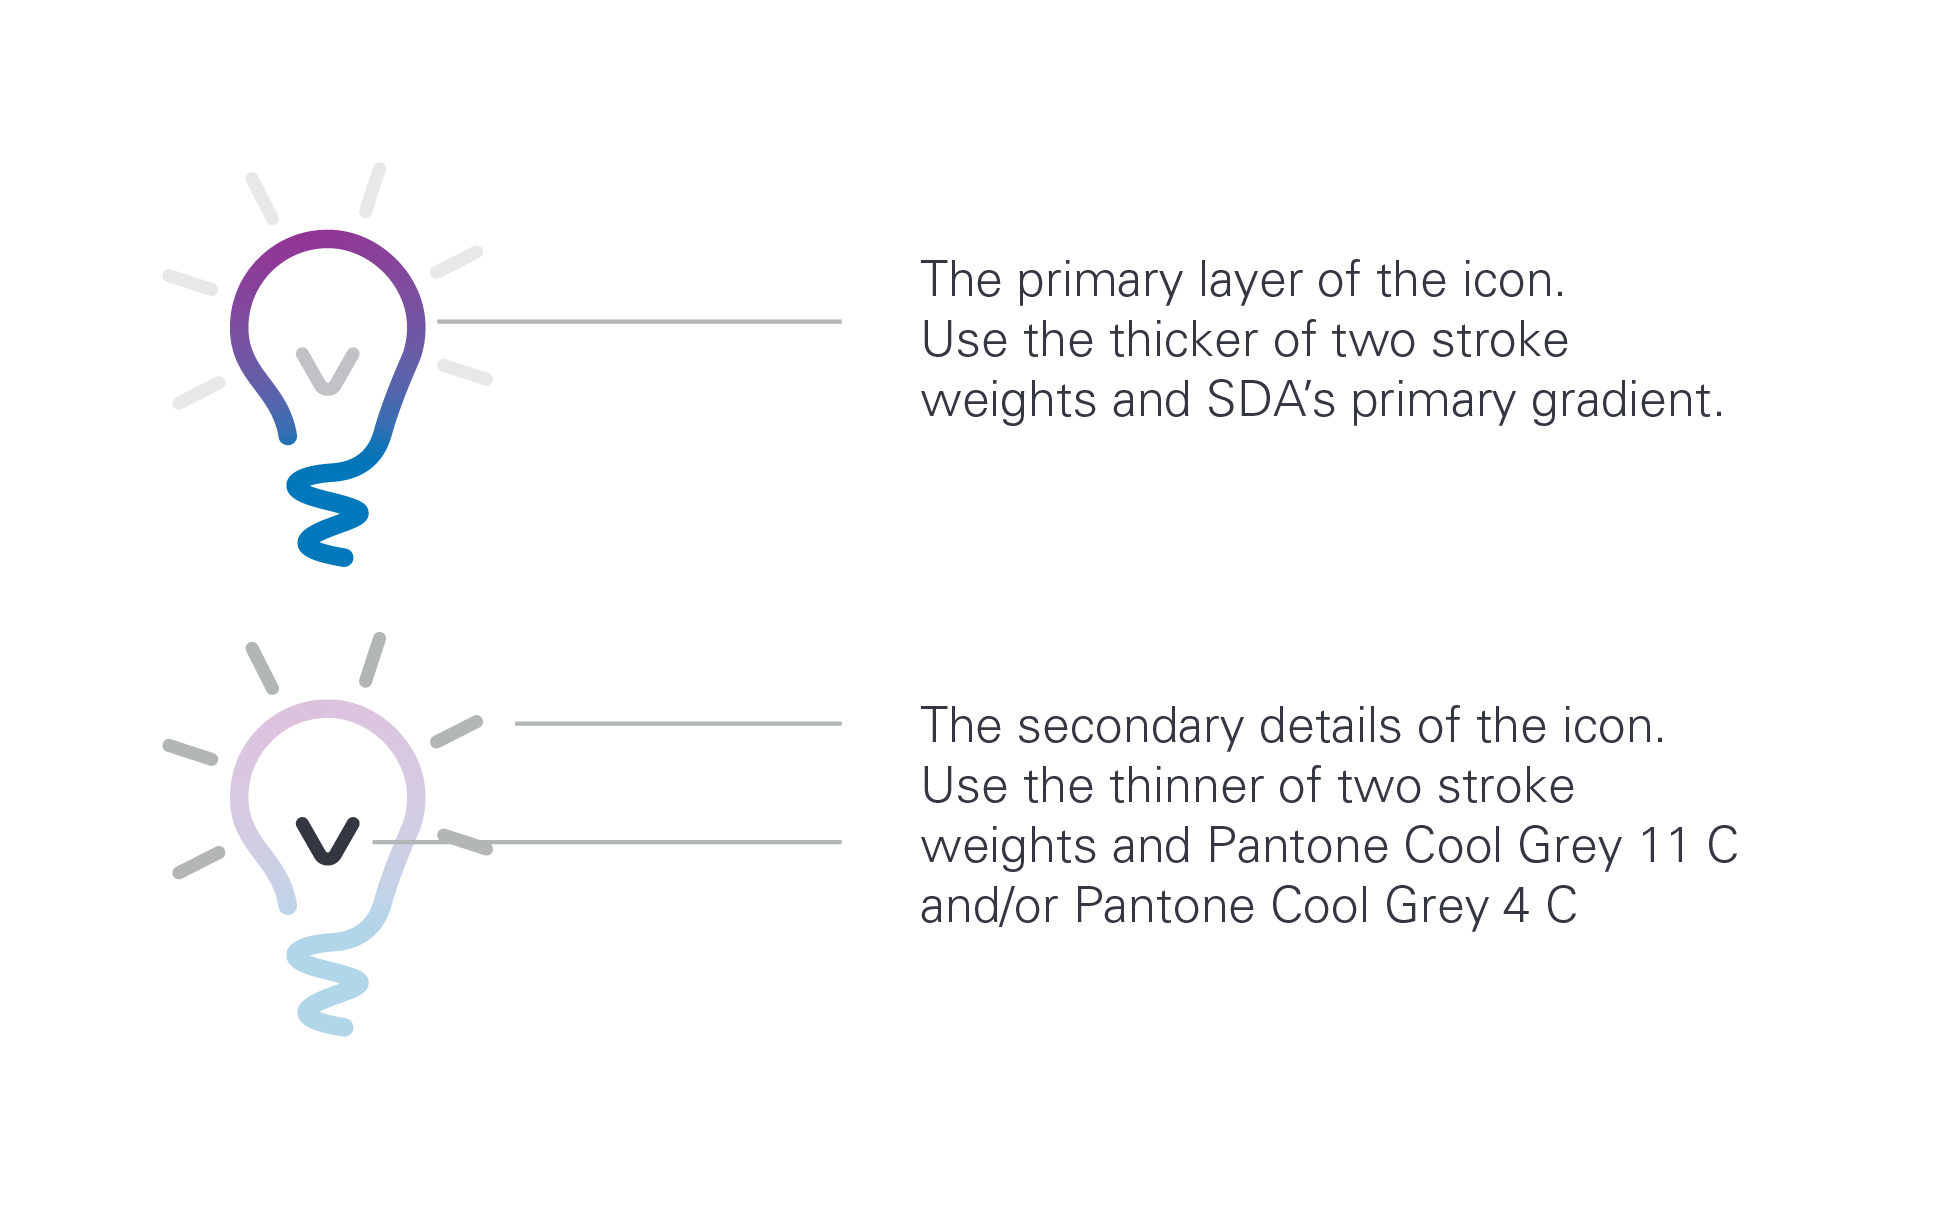 The primary layer of the icon.
Use the thicker of two stroke
weights and SDA’s primary gradient.
The secondary details of the icon.
Use the thinner of two stroke
weights and Pantone Cool Grey 11 C
and/or Pantone Cool Grey 4 C